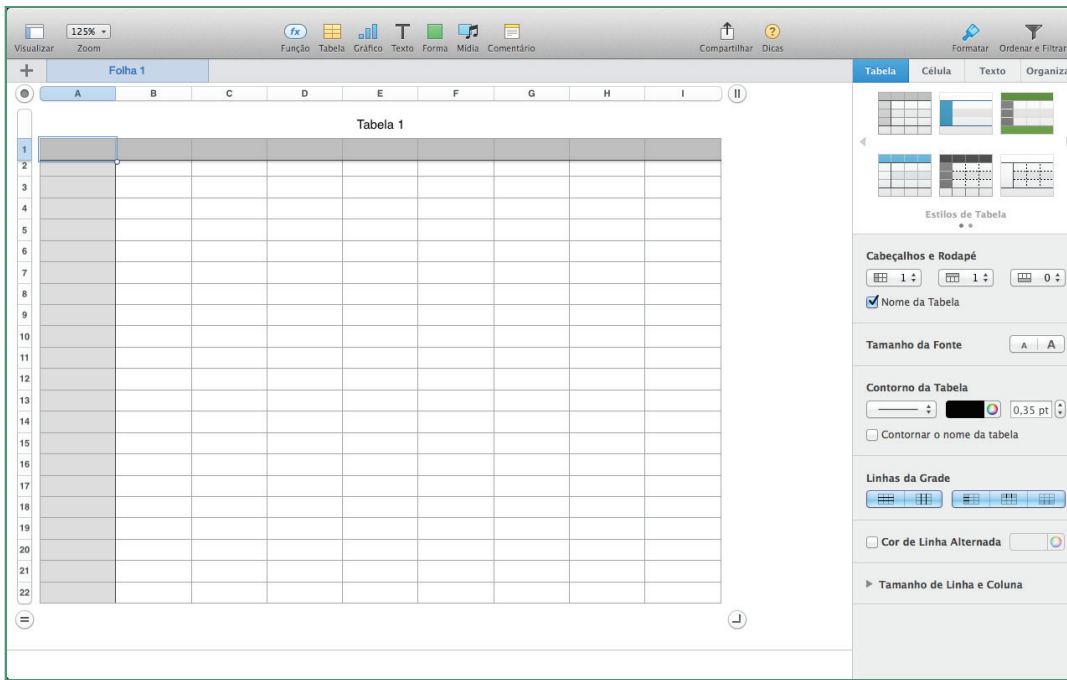 125%
Visualizar Zoom Função Tabela Gráfico Texto Forma Mídia Comentário Compartilhar Dicas Formatar Ordenar e Filtrar
Folha 1
Tabela Célula Texto Organiza
A B C D E F G H I
Tabela 1
1
2
3
4
5
6
7
8
9
10
11
12
13
14
15
16
17
18
19
20
21
22
Estilos de Tabela
Cabeçalhos e Rodapé
1 1 0
Nome da Tabela
Tamanho da Fonte A A
Contorno da Tabela
0,35 pt
Contornar o nome da tabela
Linhas da Grade
Cor de Linha Alternada
Tamanho de Linha e Coluna